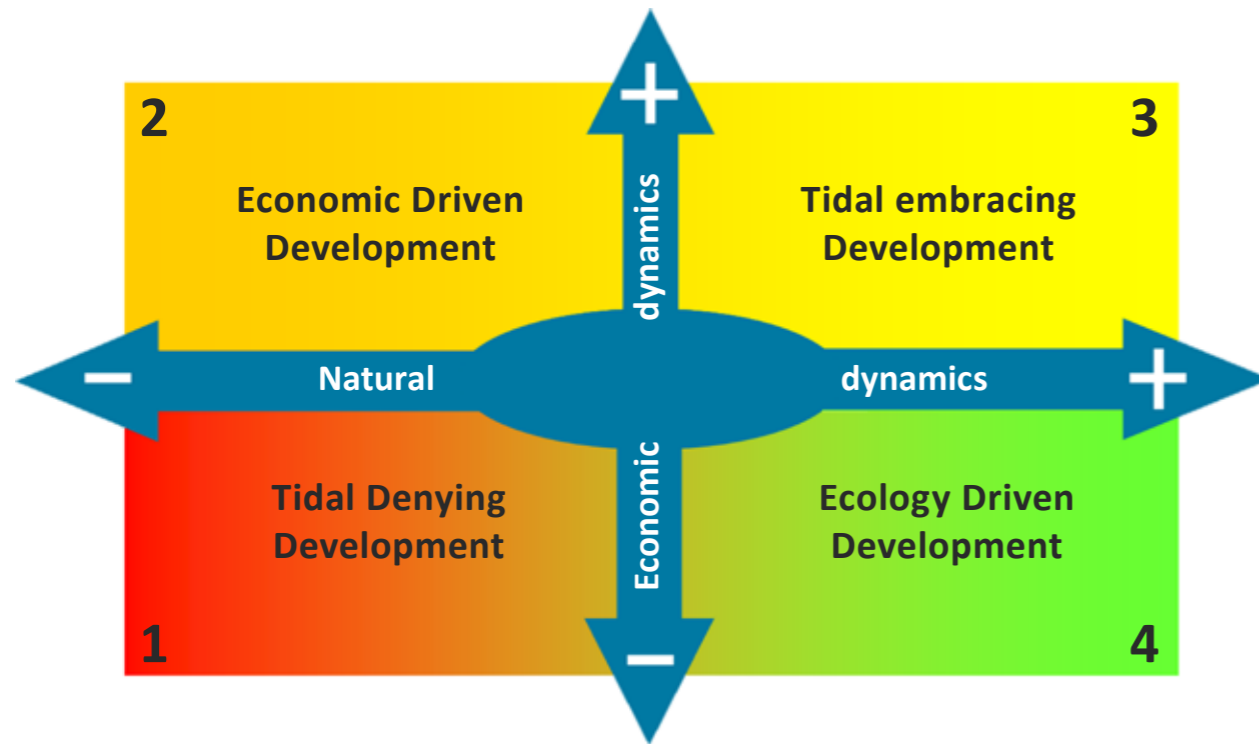 +
2
3
Economic Driven
Development
dynamics
Tidal embracing
Development
−
Natural
dynamics
+
Tidal Denying
Development
Economic
Ecology Driven
Development
1
−
4